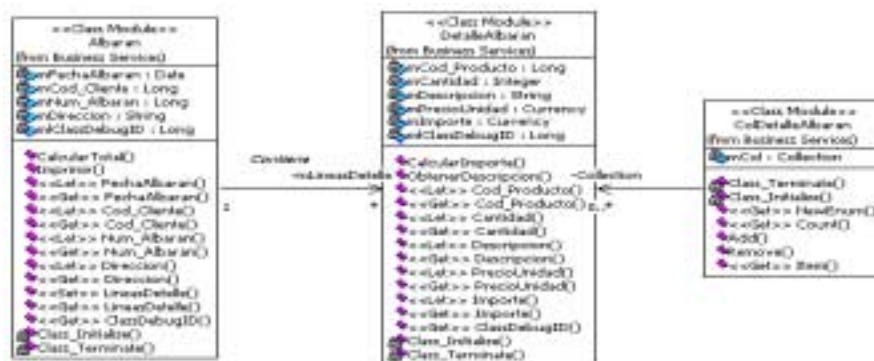 <<Class Module>>
Albaran
(from Business Services)
mFechaAlbaran : Date
mCod_Cliente : Long
mNum_Albaran : Long
mDireccion : String
mlClassDebugID : Long
CalcularTotal()
Imprimir()
<<Let>> FechaAlbaran()
<<Get>> FechaAlbaran()
<<Let>> Cod_Cliente()
<<Get>> Cod_Cliente()
<<Let>> Num_Albaran()
<<Get>> Num_Albaran()
<<Let>> Direccion()
<<Get>> Direccion()
<<Set>> LineasDetalle()
<<Get>> LineasDetalle()
<<Get>> ClassDebugID()
Class_Initialize()
Class_Terminate()
Contiene
-mLineasDetalle
*
<<Class Module>>
DetalleAlbaran
(from Business Services)
mCod_Producto : Long
mCantidad : Integer
mDescripcion : String
mPrecioUnidad : Currency
mImporte : Currency
mlClassDebugID : Long
CalcularImporte()
ObtenerDescripcion()
<<Let>> Cod_Producto()
<<Get>> Cod_Producto()
<<Let>> Cantidad()
<<Get>> Cantidad()
<<Let>> Descripcion()
<<Get>> Descripcion()
<<Let>> PrecioUnidad()
<<Get>> PrecioUnidad()
<<Let>> Importe()
<<Get>> Importe()
<<Get>> ClassDebugID()
Class_Initialize()
Class_Terminate()
-Collection
<<Class Module>>
ColDetalleAlbaran
(from Business Services)
mCol : Collection
Class_Terminate()
Class_Initialize()
<<Get>> NewEnum()
<<Get>> Count()
Add()
Remove()
<<Get>> Item()